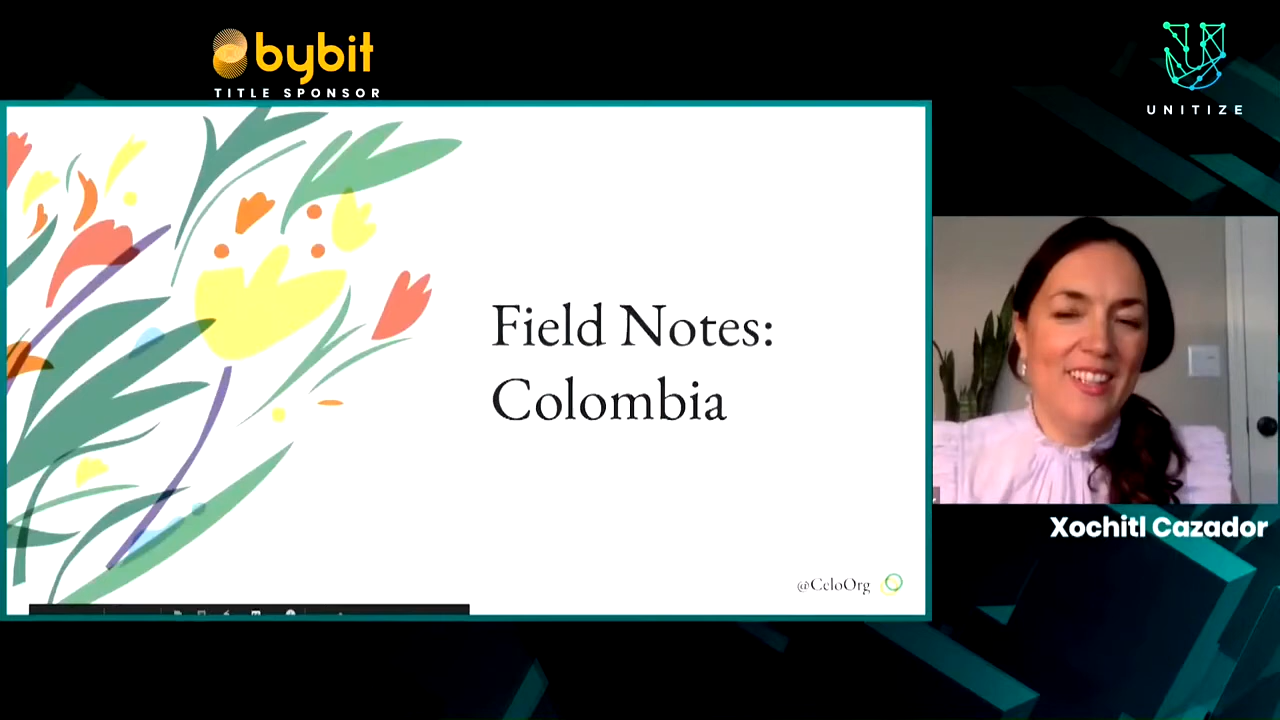 bybit
TITLE SPONSOR
UNITIZE
Field Notes:
Colombia
@CeloOrg
Xochitl Cazador